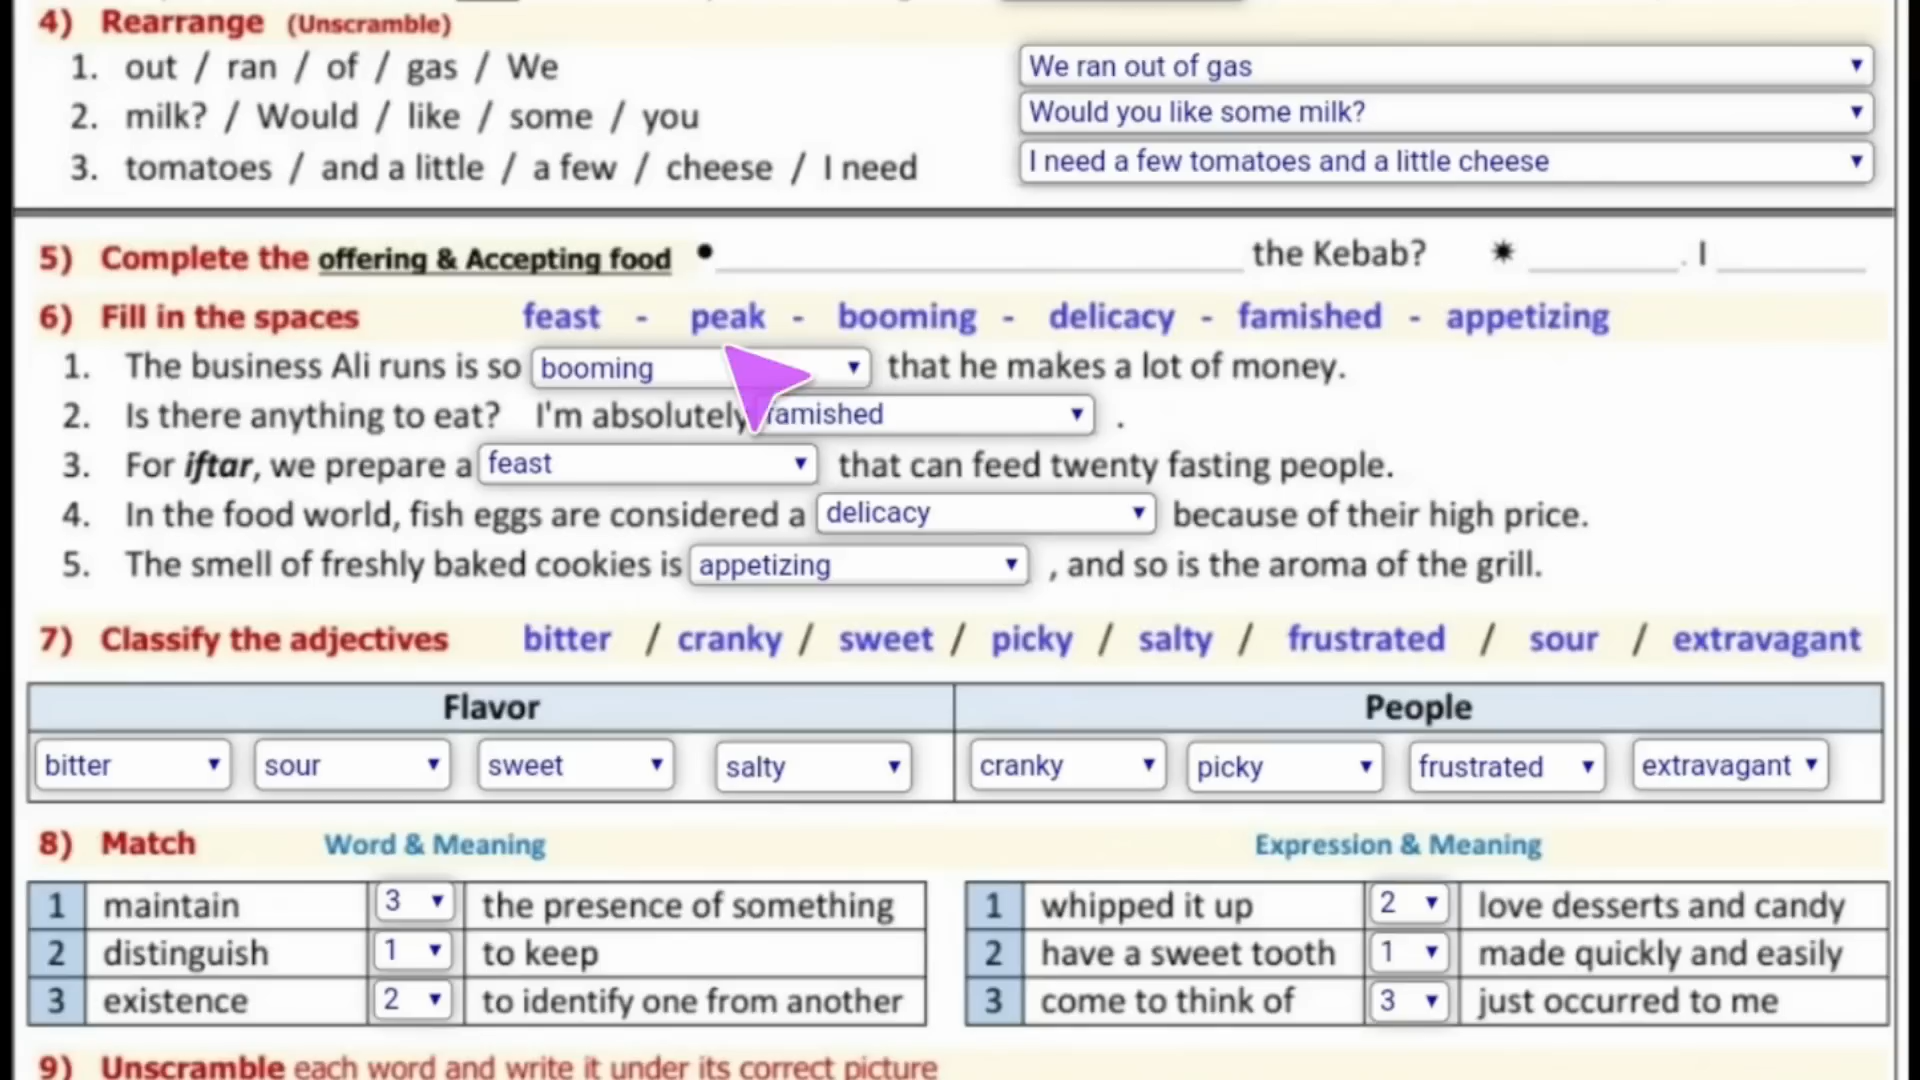 4) Rearrange (Unscramble)
1. out / ran / of / gas / We We ran out of gas
2. milk? / Would / like / some / you Would you like some milk?
3. tomatoes / and a little / a few / cheese / I need I need a few tomatoes and a little cheese
5) Complete the offering & Accepting food • ____ the Kebab? ✷ ____. I ____
6) Fill in the spaces feast - peak - booming - delicacy - famished - appetizing
1. The business Ali runs is so booming that he makes a lot of money.
2. Is there anything to eat? I'm absolutely famished .
3. For iftar, we prepare a feast that can feed twenty fasting people.
4. In the food world, fish eggs are considered a delicacy because of their high price.
5. The smell of freshly baked cookies is appetizing , and so is the aroma of the grill.
7) Classify the adjectives bitter / cranky / sweet / picky / salty / frustrated / sour / extravagant
Flavor People
bitter sour sweet salty cranky picky frustrated extravagant
8) Match Word & Meaning Expression & Meaning
1 maintain 3 the presence of something 1 whipped it up 2 love desserts and candy
2 distinguish 1 to keep 2 have a sweet tooth 1 made quickly and easily
3 existence 2 to identify one from another 3 come to think of 3 just occurred to me
9) Unscramble each word and write it under its correct picture